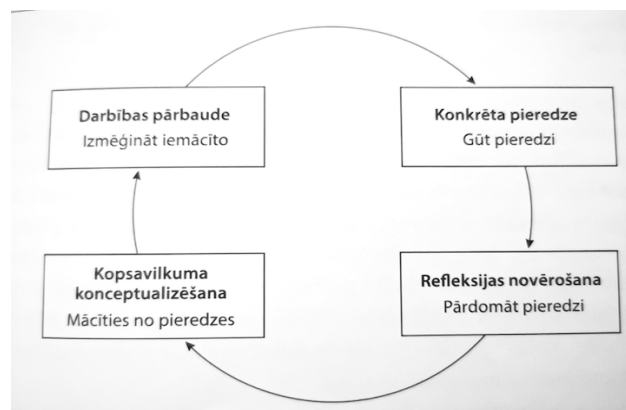 Darbības pārbaude
Izmēģināt iemācīto
Konkrēta pieredze
Gūt pieredzi
Kopsavilkuma
konceptualizēšana
Mācīties no pieredzes
Refleksijas novērošana
Pārdomāt pieredzi